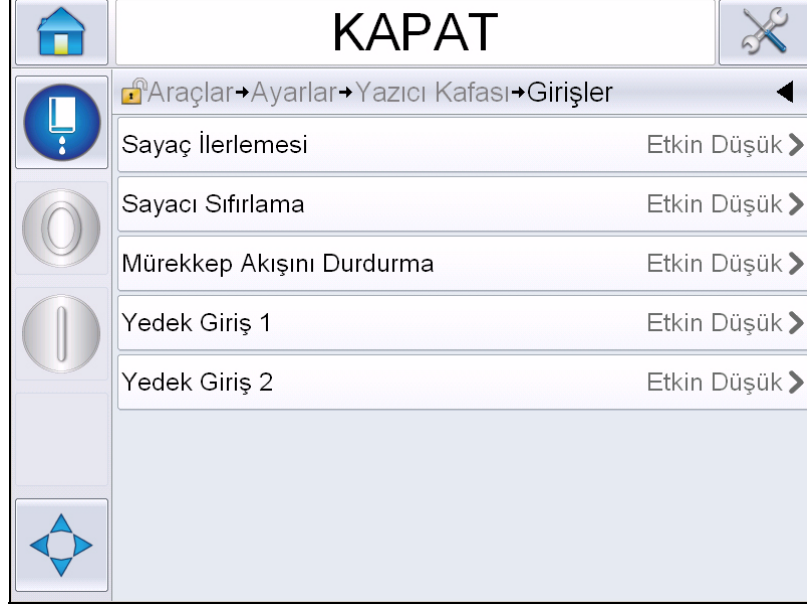 KAPAT
Araçlar→Ayarlar→Yazıcı Kafası→Girişler
Sayaç İlerlemesi Etkin Düşük
Sayacı Sıfırlama Etkin Düşük
Mürekkep Akışını Durdurma Etkin Düşük
Yedek Giriş 1 Etkin Düşük
Yedek Giriş 2 Etkin Düşük